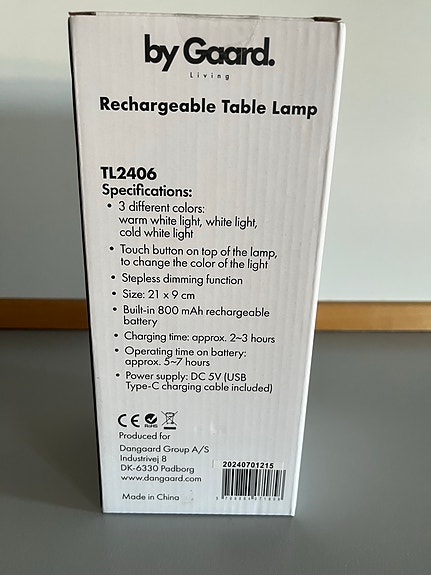 by Gaard.
Living
Rechargeable Table Lamp
TL2406
Specifications:
• 3 different colors:
warm white light, white light,
cold white light
• Touch button on top of the lamp,
to change the color of the light
• Stepless dimming function
• Size: 21 x 9 cm
• Built-in 800 mAh rechargeable
battery
• Charging time: approx. 2~3 hours
• Operating time on battery:
approx. 5~7 hours
• Power supply: DC 5V (USB
Type-C charging cable included)
CE RoHS
Produced for
Dangaard Group A/S
Industrivej 8
DK-6330 Padborg
www.dangaard.com
20240701215
Made in China